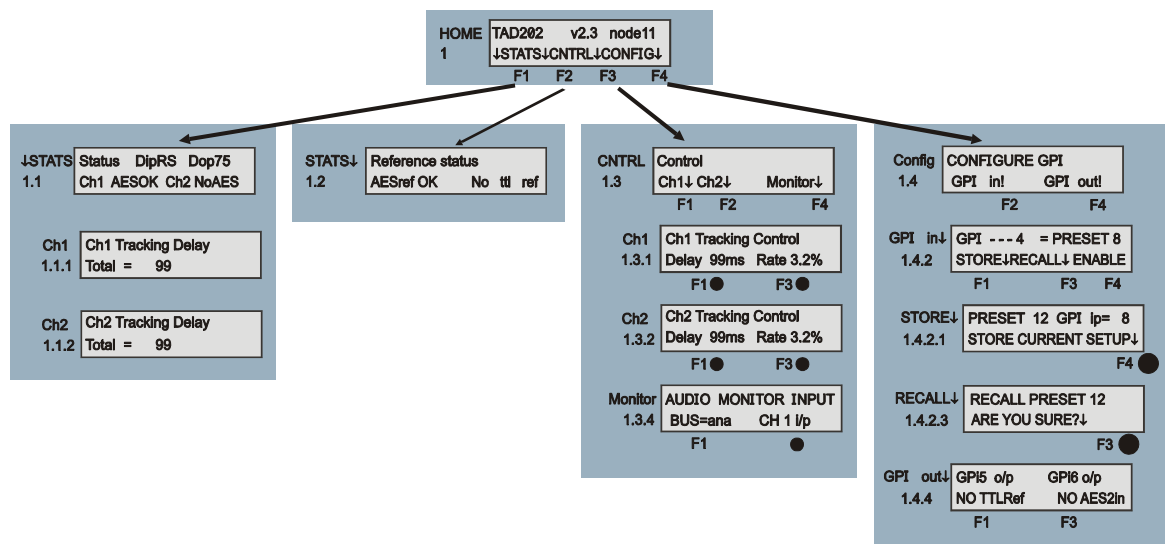 HOME TAD202 v2.3 node11
1 ↓STATS↓CNTRL↓CONFIG↓
F1 F2 F3 F4
↓STATS Status DipRS Dop75
1.1 Ch1 AESOK Ch2 NoAES
Ch1 Ch1 Tracking Delay
1.1.1 Total = 99
Ch2 Ch2 Tracking Delay
1.1.2 Total = 99
STATS↓ Reference status
1.2 AESref OK No ttl ref
CNTRL Control
1.3 Ch1↓ Ch2↓ Monitor↓
F1 F2 F4
Ch1 Ch1 Tracking Control
1.3.1 Delay 99ms Rate 3.2%
F1● F3●
Ch2 Ch2 Tracking Control
1.3.2 Delay 99ms Rate 3.2%
F1● F3●
Monitor AUDIO MONITOR INPUT
1.3.4 BUS=ana CH 1 I/p
F1 ●
Config CONFIGURE GPI
1.4 GPI in! GPI out!
F2 F4
GPI in↓ GPI - - - 4 = PRESET 8
1.4.2 STORE↓RECALL↓ ENABLE
F1 F3 F4
STORE↓ PRESET 12 GPI Ip= 8
1.4.2.1 STORE CURRENT SETUP↓
F4●
RECALL↓ RECALL PRESET 12
1.4.2.3 ARE YOU SURE?↓
F3●
GPI out↓ GPI5 o/p GPI6 o/p
1.4.4 NO TTLRef NO AES2in
F1 F3